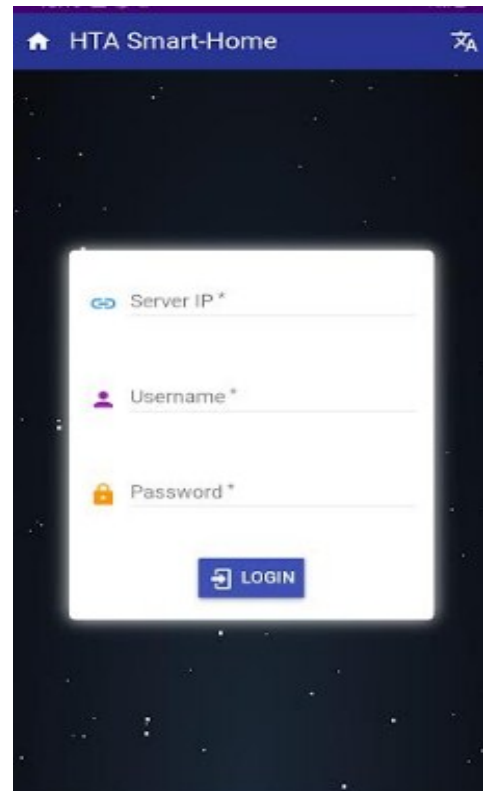 HTA Smart-Home
Server IP *
Username *
Password *
LOGIN